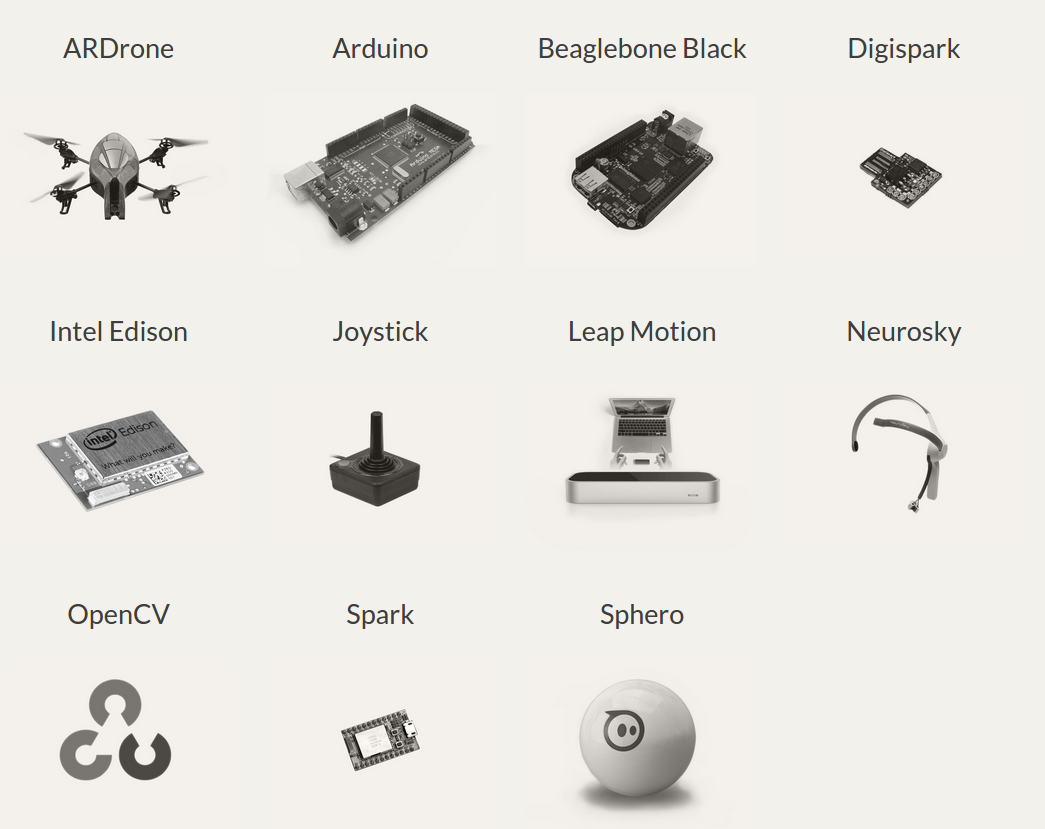 ARDrone
Arduino
Beaglebone Black
Digispark
Intel Edison
Joystick
Leap Motion
Neurosky
intel Edison
What will you make?
OpenCV
Spark
Sphero